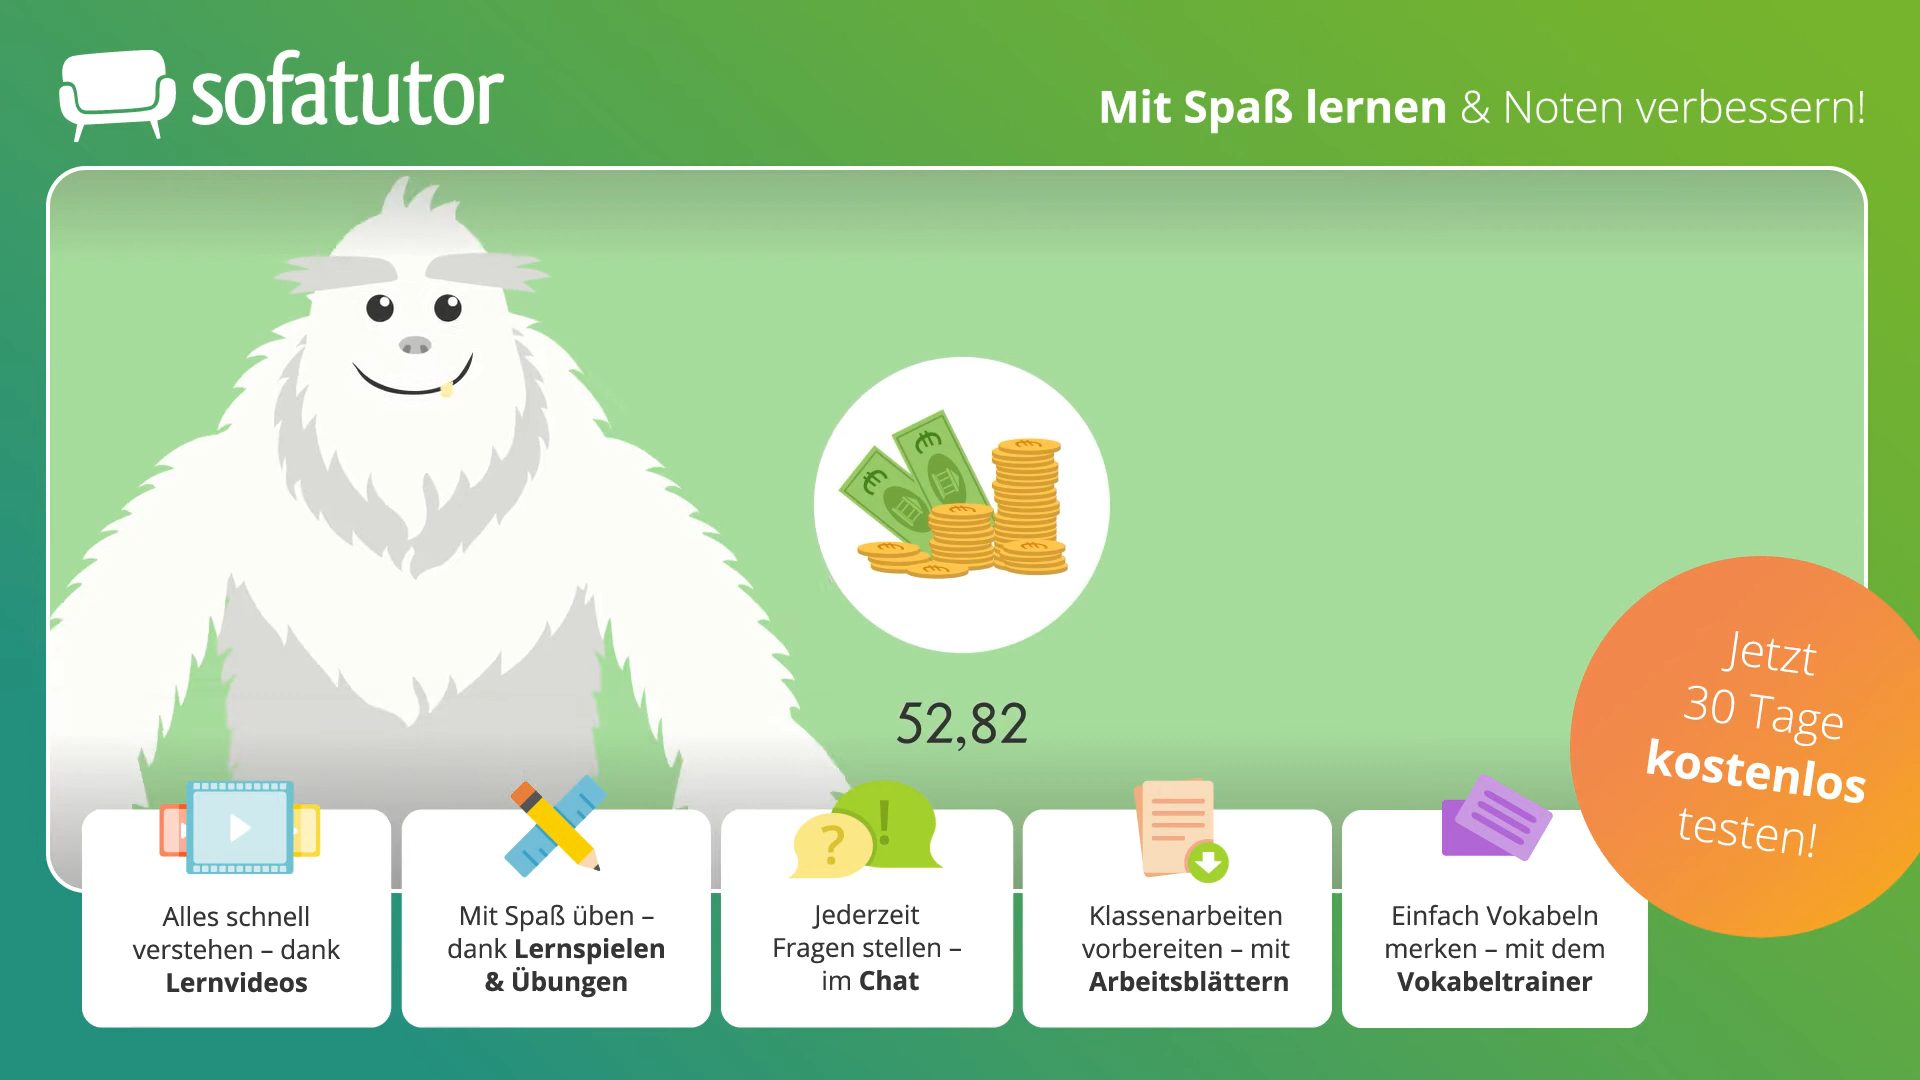 sofatutor
Mit Spaß lernen & Noten verbessern!
52,82
Jetzt
30 Tage
kostenlos
testen!
?
!
Alles schnell
verstehen – dank
Lernvideos
Mit Spaß üben –
dank Lernspielen
& Übungen
Jederzeit
Fragen stellen –
im Chat
Klassenarbeiten
vorbereiten – mit
Arbeitsblättern
Einfach Vokabeln
merken – mit dem
Vokabeltrainer